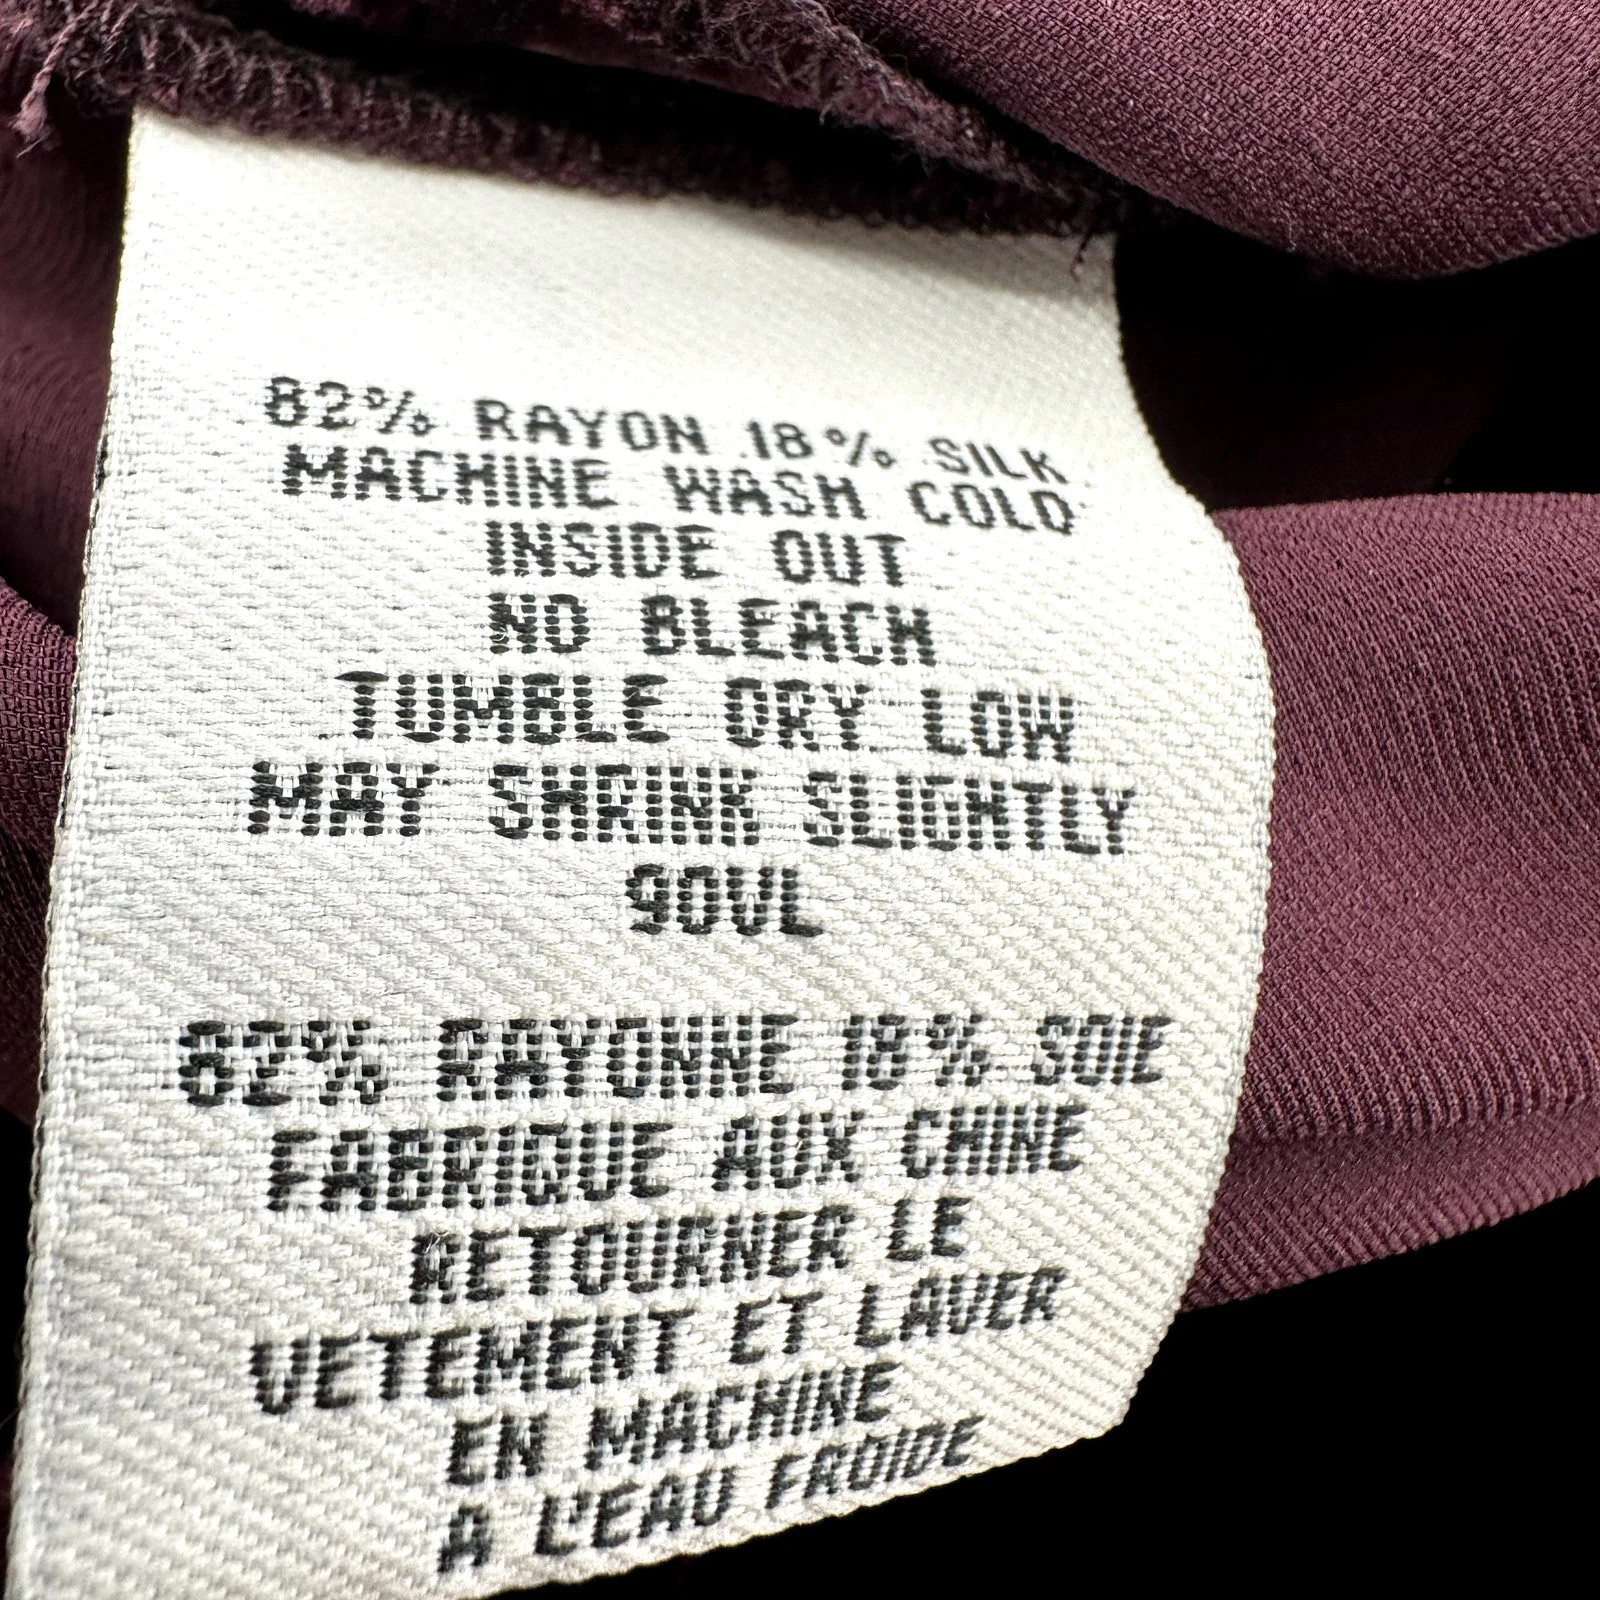 82% RAYON 18% SILK
MACHINE WASH COLD
INSIDE OUT
NO BLEACH
TUMBLE DRY LOW
MAY SHRINK SLIGHTLY
90VL
82% RAYONNE 18% SOIE
FABRIQUE AUX CHINE
RETOURNER LE
VETEMENT ET LAVER
EN MACHINE
A L'EAU FROIDE